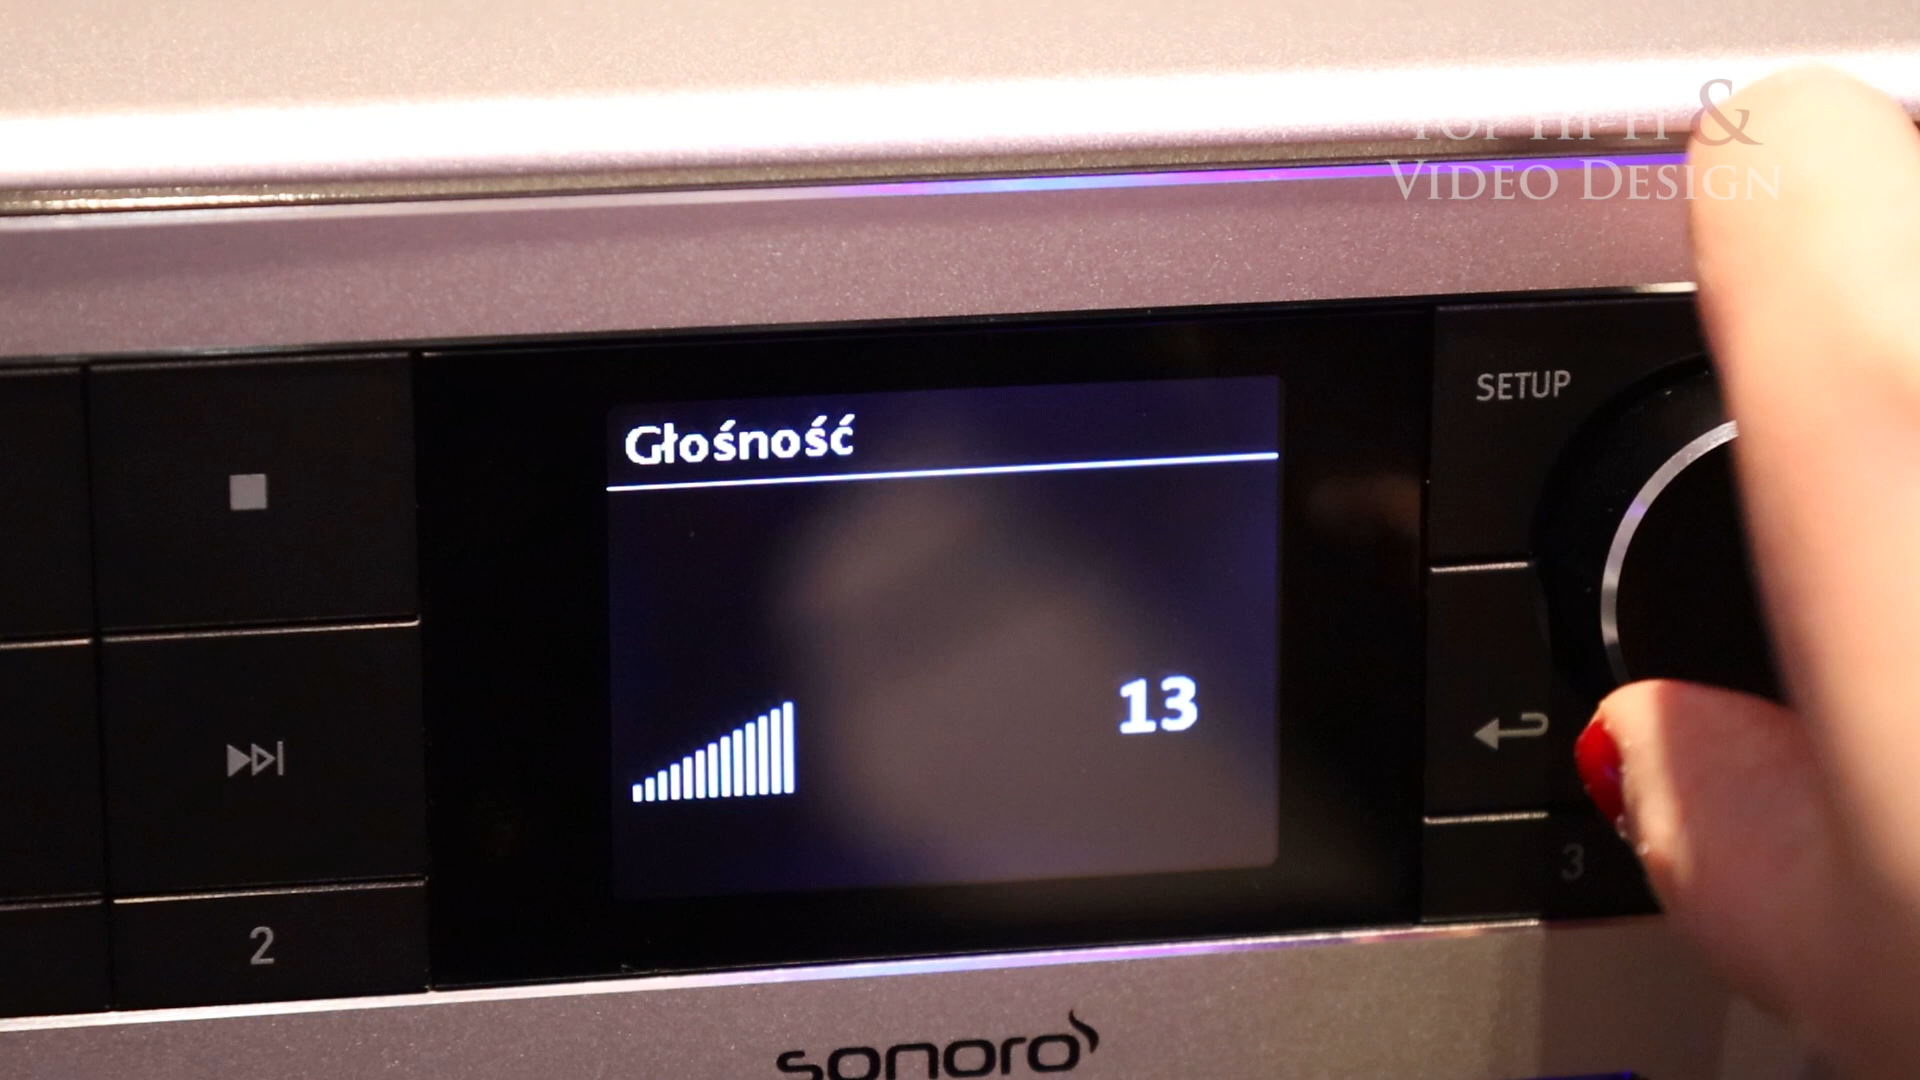 TOP HI-FI &
VIDEO DESIGN
SETUP
Głośność
13
3
2
sonoro